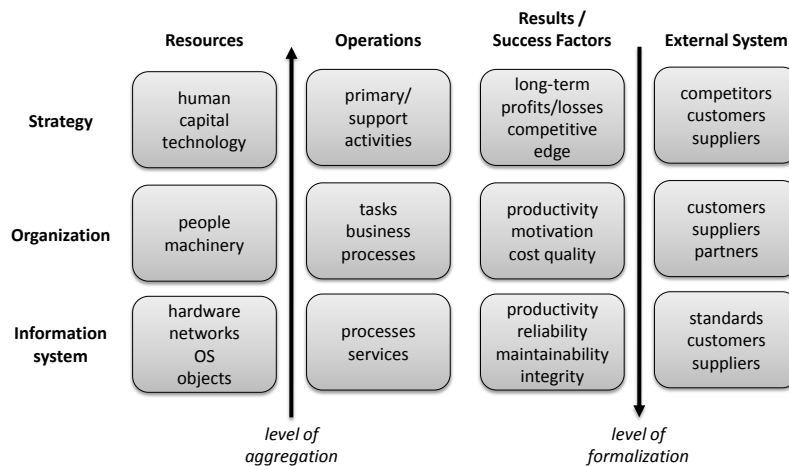 Resources
Operations
Results /
Success Factors
External System
Strategy
human
capital
technology
primary/
support
activities
long-term
profits/losses
competitive
edge
competitors
customers
suppliers
Organization
people
machinery
tasks
business
processes
productivity
motivation
cost quality
customers
suppliers
partners
Information
system
hardware
networks
OS
objects
processes
services
productivity
reliability
maintainability
integrity
standards
customers
suppliers
level of
aggregation
level of
formalization